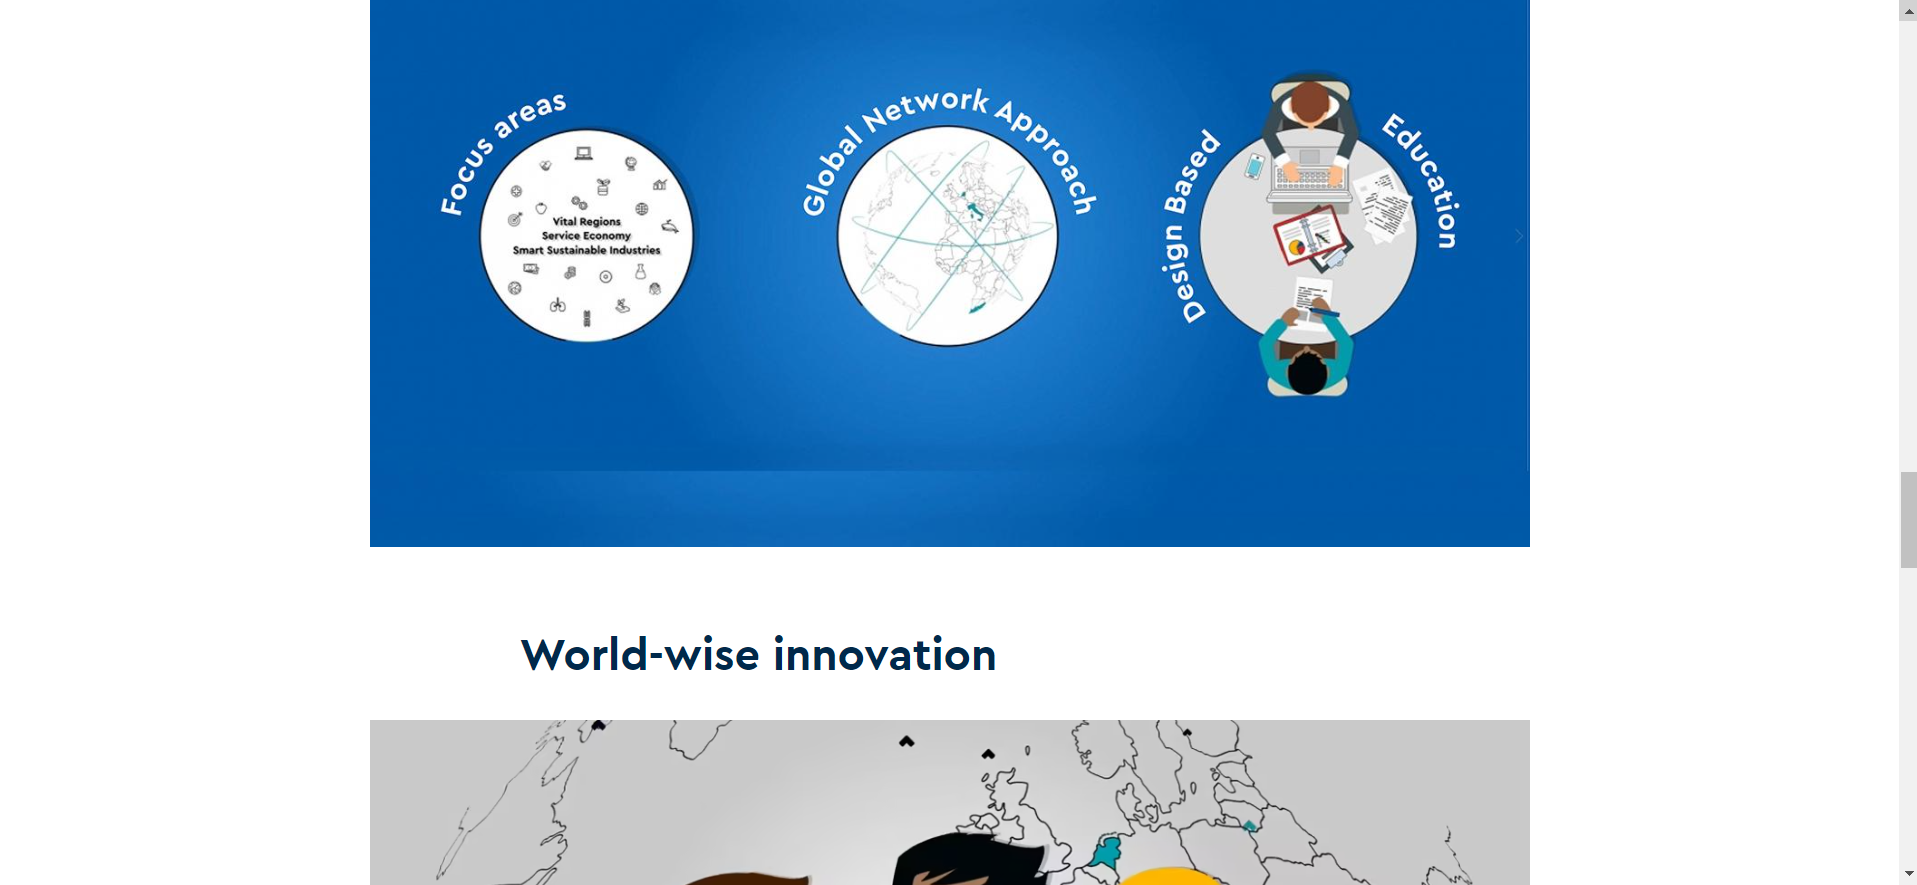 Focus areas
Vital Regions
Service Economy
Smart Sustainable Industries
Global Network Approach
Design Based Education
World-wise innovation